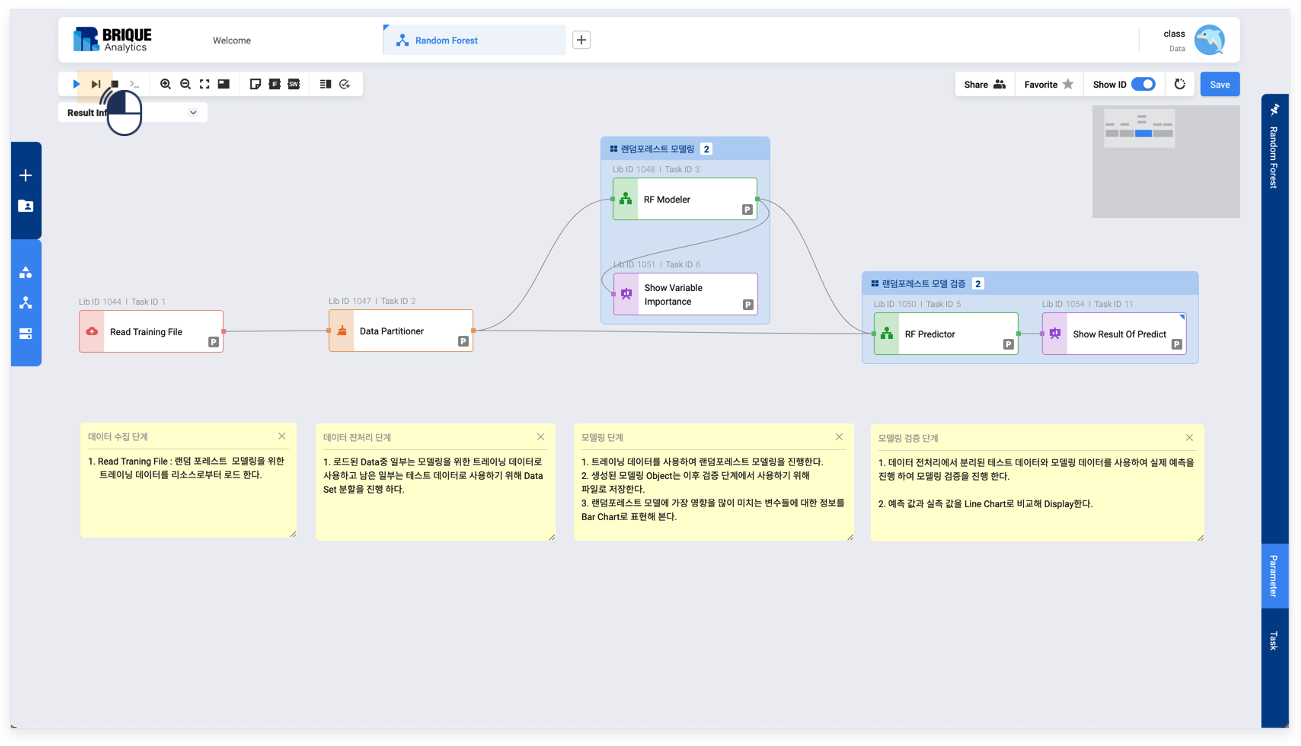 BRIQUE
Analytics
Welcome
Random Forest
class
Data
IF
SW
Share
Favorite
Show ID
Save
Result
Random Forest
랜덤포레스트 모델링 2
Lib ID 1048 | Task ID 3
RF Modeler
P
Lib ID 1051 | Task ID 6
Show Variable
Importance
P
랜덤포레스트 모델 검증 2
Lib ID 1044 | Task ID 1
Read Training File
P
Lib ID 1047 | Task ID 2
Data Partitioner
P
Lib ID 1050 | Task ID 5
RF Predictor
P
Lib ID 1054 | Task ID 11
Show Result Of Predict
P
데이터 수집 단계
1. Read Traning File : 랜덤 포레스트 모델링을 위한
트레이닝 데이터를 리소스로부터 로드 한다.
데이터 전처리 단계
1. 로드된 Data중 일부는 모델링을 위한 트레이닝 데이터로
사용하고 남은 일부는 테스트 데이터로 사용하기 위해 Data
Set 분할을 진행 하다.
모델링 단계
1. 트레이닝 데이터를 사용하여 랜덤포레스트 모델링을 진행한다.
2. 생성된 모델링 Object는 이후 검증 단계에서 사용하기 위해
파일로 저장한다.
3. 랜덤포레스트 모델에 가장 영향을 많이 미치는 변수들에 대한 정보를
Bar Chart로 표현해 본다.
모델링 검증 단계
1. 데이터 전처리에서 분리된 테스트 데이터와 모델링 데이터를 사용하여 실제 예측을
진행 하여 모델링 검증을 진행 한다.
2. 예측 값과 실측 값을 Line Chart로 비교해 Display한다.
Parameter
Task